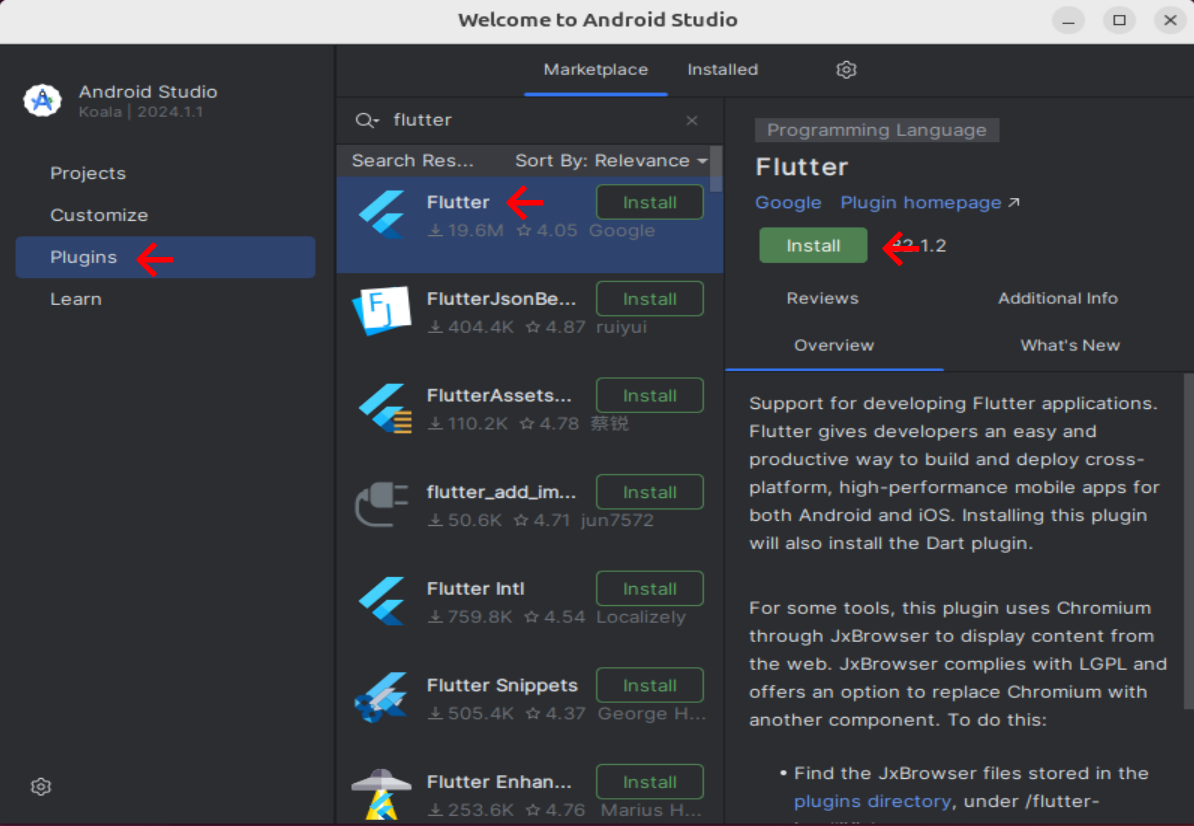 Welcome to Android Studio
Android Studio
Koala | 2024.1.1
Projects
Customize
Plugins
Learn
Marketplace Installed
flutter
Search Res... Sort By: Relevance
Flutter Install
19.6M 4.05 Google
FlutterJsonBe... Install
404.4K 4.87 ruiyui
FlutterAssets... Install
110.2K 4.78 蔡锐
flutter_add_im... Install
50.6K 4.71 jun7572
Flutter Intl Install
759.8K 4.54 Localizely
Flutter Snippets Install
505.4K 4.37 George H...
Flutter Enhan... Install
253.6K 4.76 Marius H...
Programming Language
Flutter
Google Plugin homepage
Install 82.1.2
Reviews Additional Info
Overview What's New
Support for developing Flutter applications.
Flutter gives developers an easy and
productive way to build and deploy cross-
platform, high-performance mobile apps for
both Android and iOS. Installing this plugin
will also install the Dart plugin.
For some tools, this plugin uses Chromium
through JxBrowser to display content from
the web. JxBrowser complies with LGPL and
offers an option to replace Chromium with
another component. To do this:
• Find the JxBrowser files stored in the
plugins directory, under /flutter-